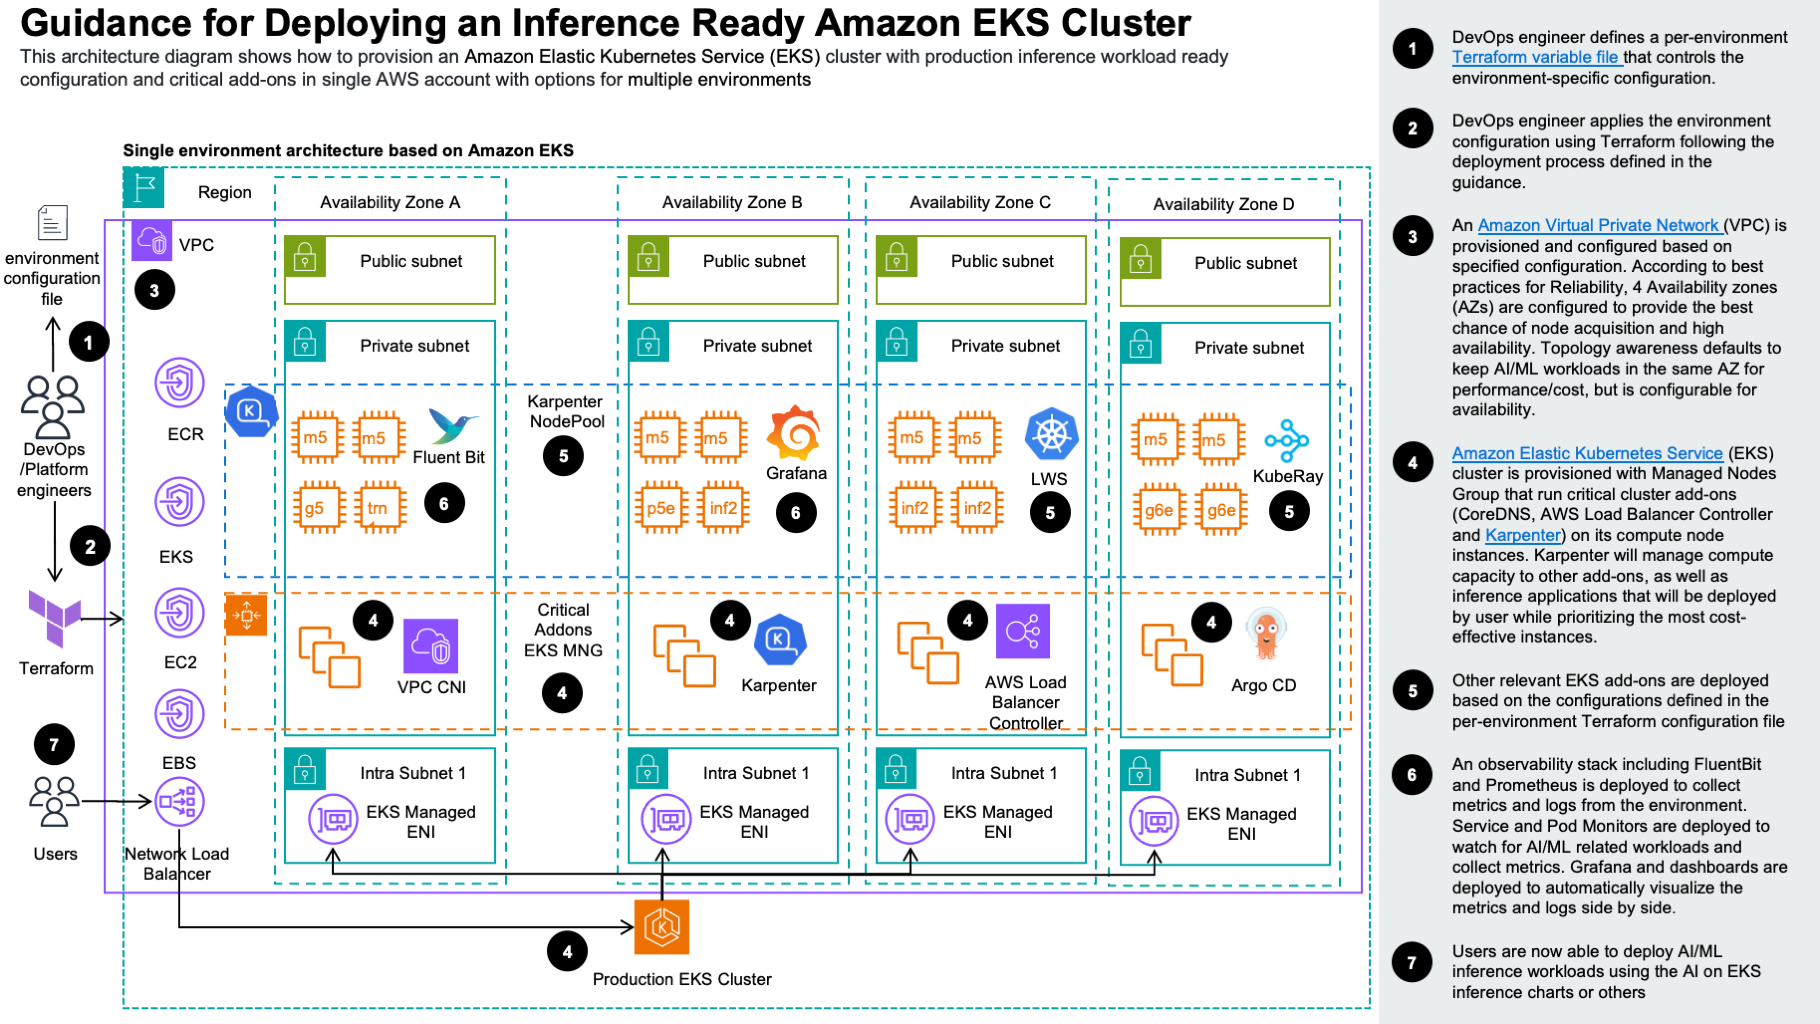 Guidance for Deploying an Inference Ready Amazon EKS Cluster
This architecture diagram shows how to provision an Amazon Elastic Kubernetes Service (EKS) cluster with production inference workload ready
configuration and critical add-ons in single AWS account with options for multiple environments
Single environment architecture based on Amazon EKS
Region
Availability Zone A
Availability Zone B
Availability Zone C
Availability Zone D
VPC
3
Public subnet
Public subnet
Public subnet
Public subnet
Private subnet
Private subnet
Private subnet
Private subnet
environment
configuration
file
1
DevOps
/Platform
engineers
2
Terraform
7
Users
ECR
EKS
EC2
EBS
Network Load
Balancer
K
m5
m5
Fluent Bit
g5
trn
6
Karpenter
NodePool
5
m5
m5
Grafana
p5e
inf2
6
m5
m5
LWS
inf2
inf2
5
m5
m5
KubeRay
g6e
g6e
5
4
VPC CNI
Critical
Addons
EKS MNG
4
4
K
Karpenter
4
AWS Load
Balancer
Controller
4
Argo CD
Intra Subnet 1
EKS Managed
ENI
Intra Subnet 1
EKS Managed
ENI
Intra Subnet 1
EKS Managed
ENI
Intra Subnet 1
EKS Managed
ENI
4
K
Production EKS Cluster
1
DevOps engineer defines a per-environment
Terraform variable file that controls the
environment-specific configuration.
2
DevOps engineer applies the environment
configuration using Terraform following the
deployment process defined in the
guidance.
3
An Amazon Virtual Private Network (VPC) is
provisioned and configured based on
specified configuration. According to best
practices for Reliability, 4 Availability zones
(AZs) are configured to provide the best
chance of node acquisition and high
availability. Topology awareness defaults to
keep AI/ML workloads in the same AZ for
performance/cost, but is configurable for
availability.
4
Amazon Elastic Kubernetes Service (EKS)
cluster is provisioned with Managed Nodes
Group that run critical cluster add-ons
(CoreDNS, AWS Load Balancer Controller
and Karpenter) on its compute node
instances. Karpenter will manage compute
capacity to other add-ons, as well as
inference applications that will be deployed
by user while prioritizing the most cost-
effective instances.
5
Other relevant EKS add-ons are deployed
based on the configurations defined in the
per-environment Terraform configuration file
6
An observability stack including FluentBit
and Prometheus is deployed to collect
metrics and logs from the environment.
Service and Pod Monitors are deployed to
watch for AI/ML related workloads and
collect metrics. Grafana and dashboards are
deployed to automatically visualize the
metrics and logs side by side.
7
Users are now able to deploy AI/ML
inference workloads using the AI on EKS
inference charts or others